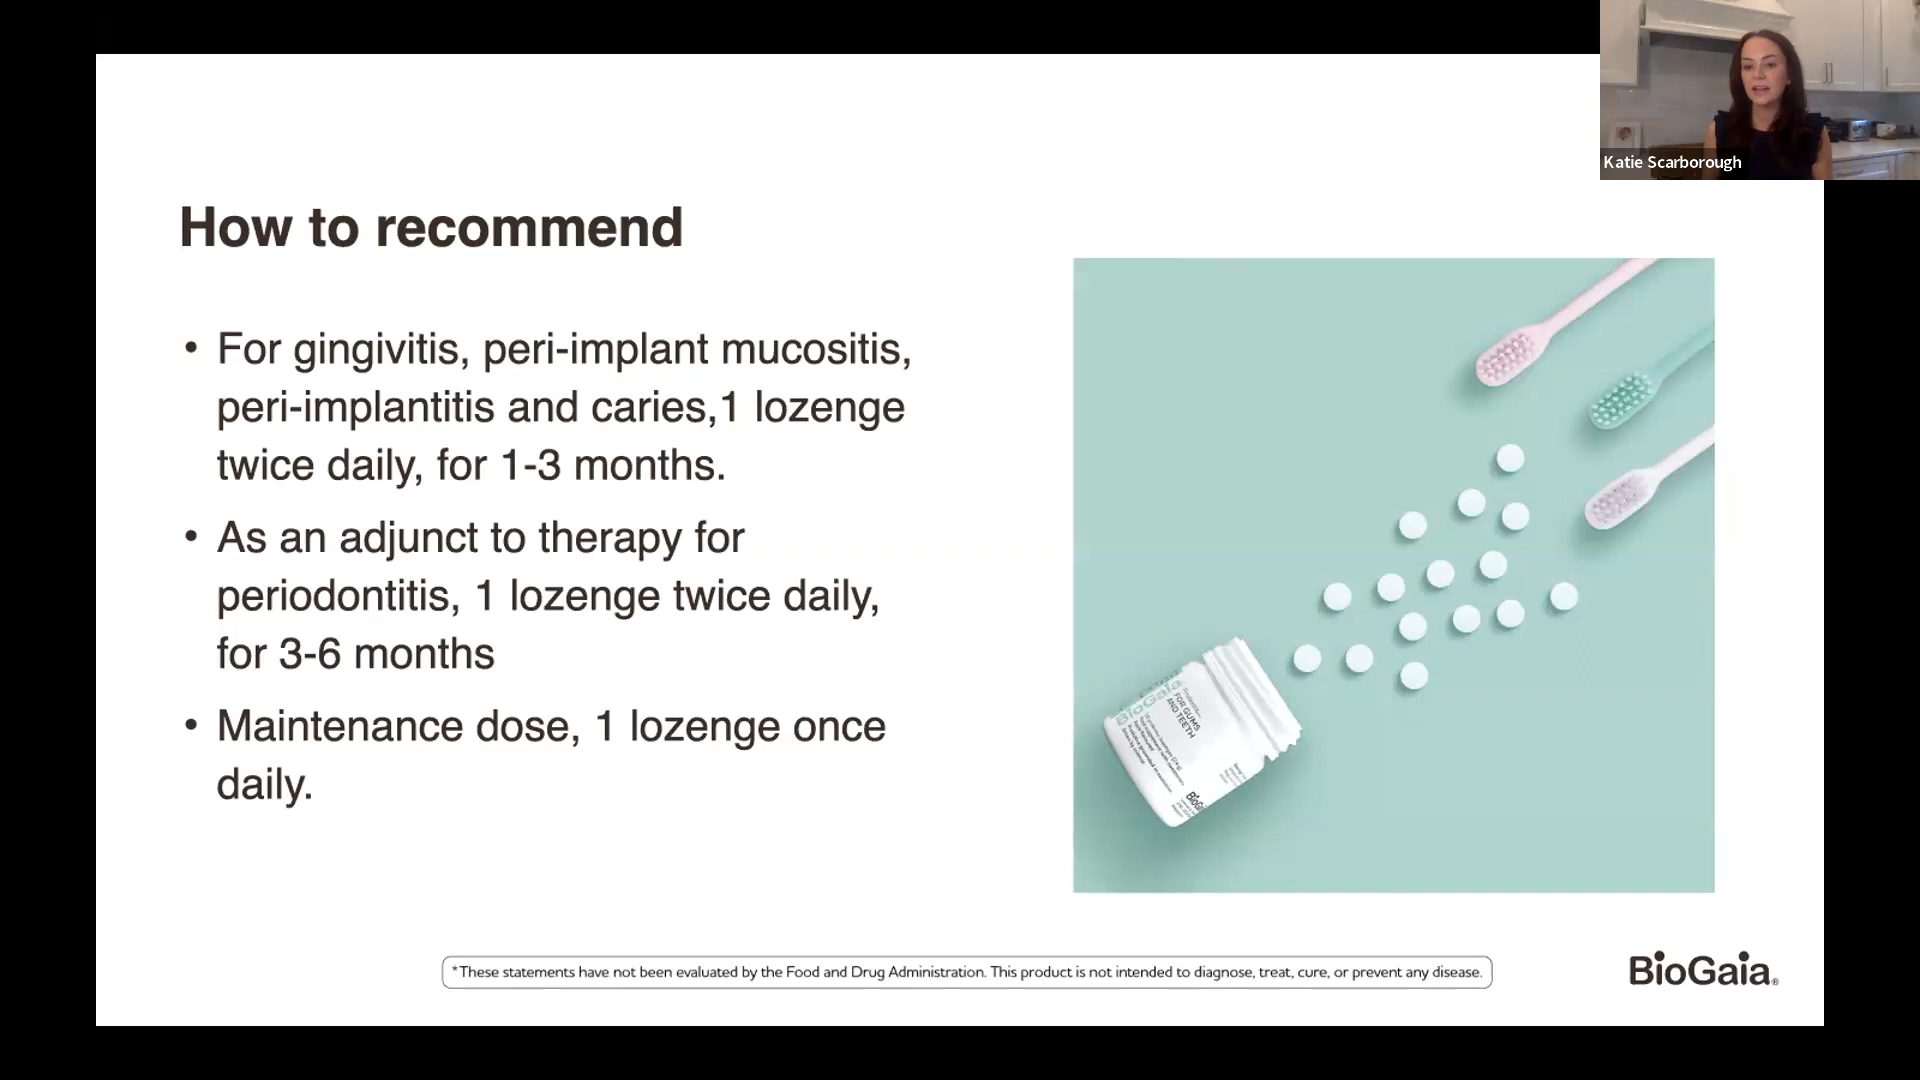 Katie Scarborough
How to recommend
• For gingivitis, peri-implant mucositis,
peri-implantitis and caries,1 lozenge
twice daily, for 1-3 months.
• As an adjunct to therapy for
periodontitis, 1 lozenge twice daily,
for 3-6 months
• Maintenance dose, 1 lozenge once
daily.
BioGaia
FOR GUMS
AND TEETH
*These statements have not been evaluated by the Food and Drug Administration. This product is not intended to diagnose, treat, cure, or prevent any disease.
BioGaia®